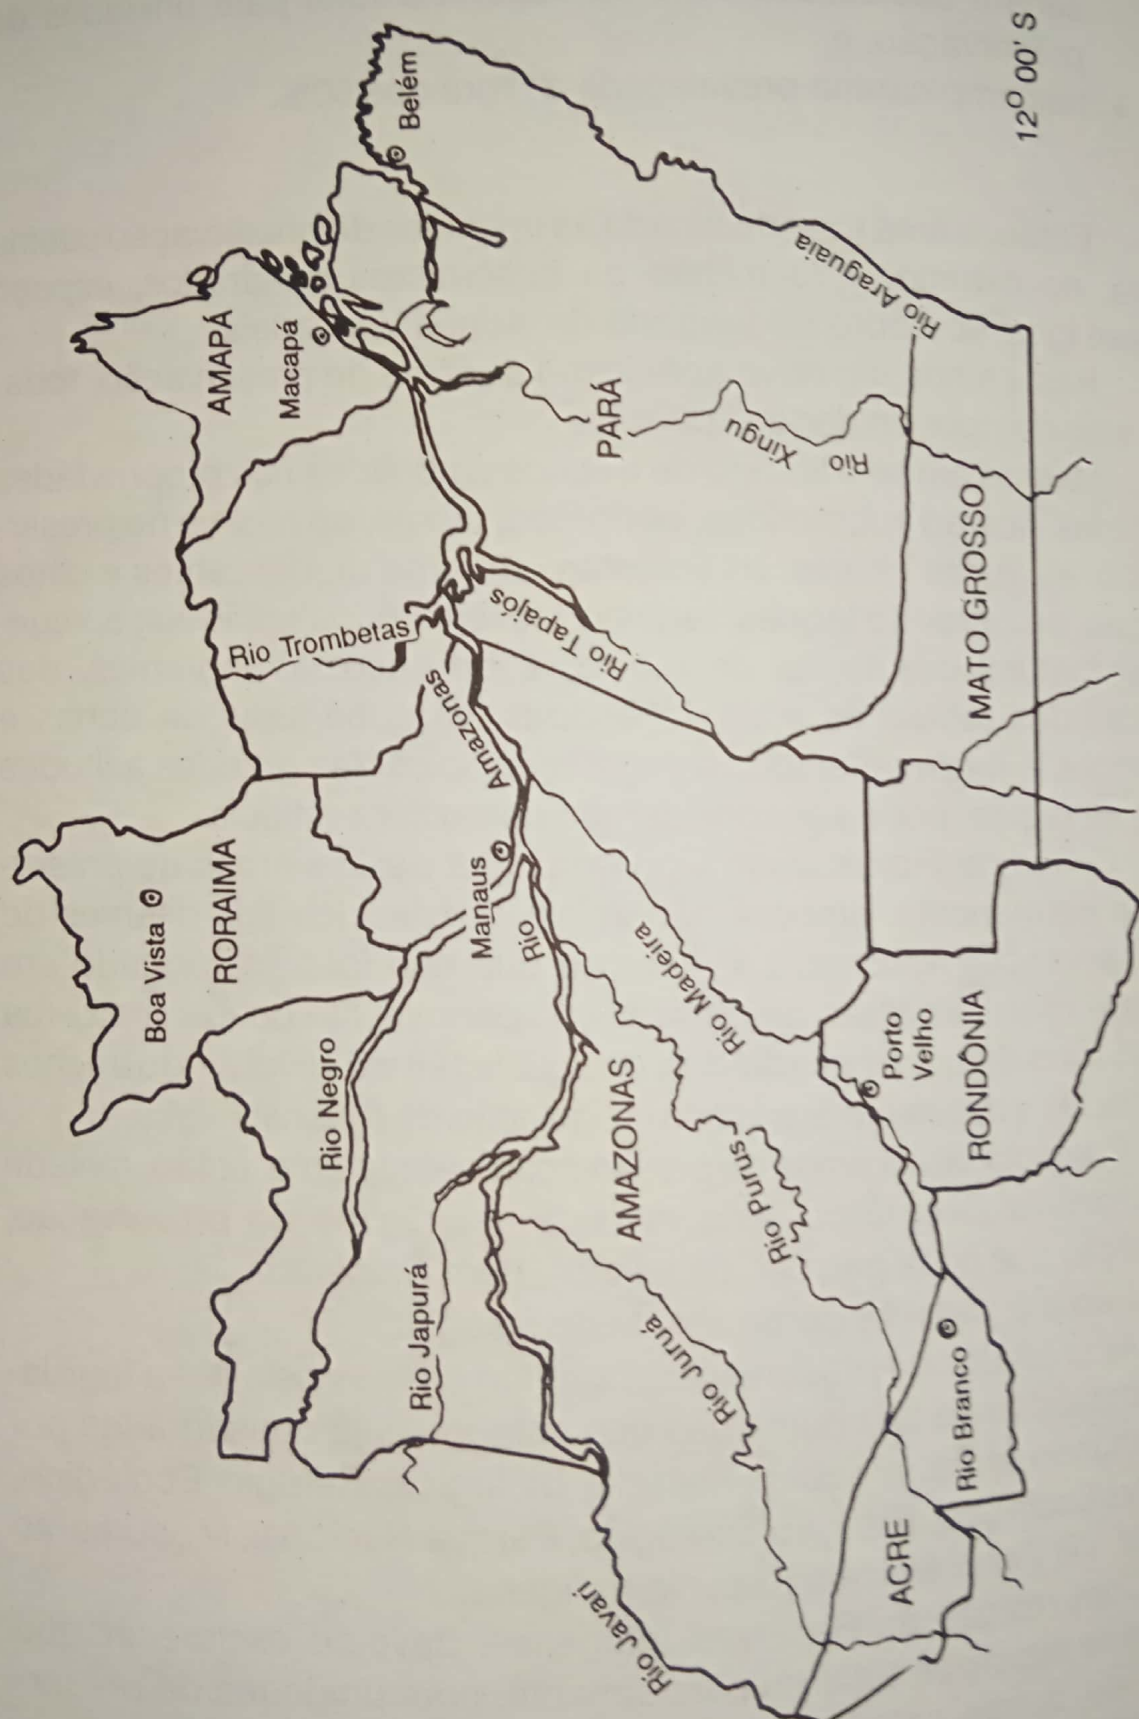 RORAIMA
Boa Vista
AMAPÁ
Macapá
Belém
Rio Trombetas
Rio Negro
Rio Japurá
Manaus
Rio
Amazonas
Rio Tapajós
PARÁ
Rio
Xingu
Rio Araguaia
AMAZONAS
Rio Madeira
Rio Purus
Rio Juruá
Rio Javari
Porto
Velho
RONDÔNIA
MATO GROSSO
ACRE
Rio Branco
12º 00' S